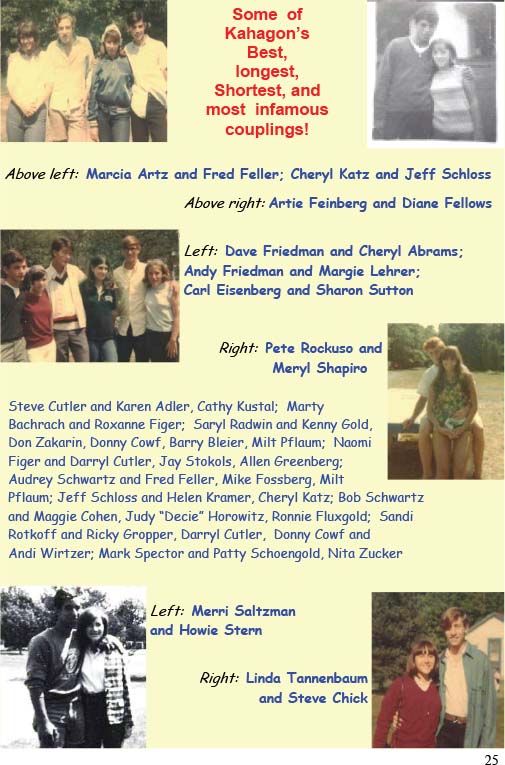 Some of
Kahagon's
Best,
longest,
Shortest, and
most infamous
couplings!
Above left: Marcia Artz and Fred Feller; Cheryl Katz and Jeff Schloss
Above right: Artie Feinberg and Diane Fellows
Left: Dave Friedman and Cheryl Abrams;
Andy Friedman and Margie Lehrer;
Carl Eisenberg and Sharon Sutton
Right: Pete Rockuso and
Meryl Shapiro
Steve Cutler and Karen Adler, Cathy Kustal; Marty
Bachrach and Roxanne Figer; Saryl Radwin and Kenny Gold,
Don Zakarin, Donny Cowf, Barry Bleier, Milt Pflaum; Naomi
Figer and Darryl Cutler, Jay Stokols, Allen Greenberg;
Audrey Schwartz and Fred Feller, Mike Fossberg, Milt
Pflaum; Jeff Schloss and Helen Kramer, Cheryl Katz; Bob Schwartz
and Maggie Cohen, Judy "Decie" Horowitz, Ronnie Fluxgold; Sandi
Rotkoff and Ricky Gropper, Darryl Cutler, Donny Cowf and
Andi Wirtzer; Mark Spector and Patty Schoengold, Nita Zucker
Left: Merri Saltzman
and Howie Stern
Right: Linda Tannenbaum
and Steve Chick
25